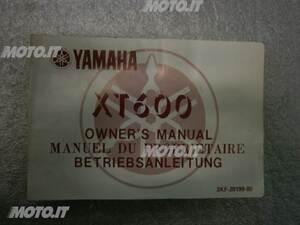 MOTO.IT
MOTO.IT
YAMAHA
XT600
OWNER'S MANUAL
MANUEL DU PROPRIETAIRE
BETRIEBSANLEITUNG
MOTO.IT
MOTO.IT